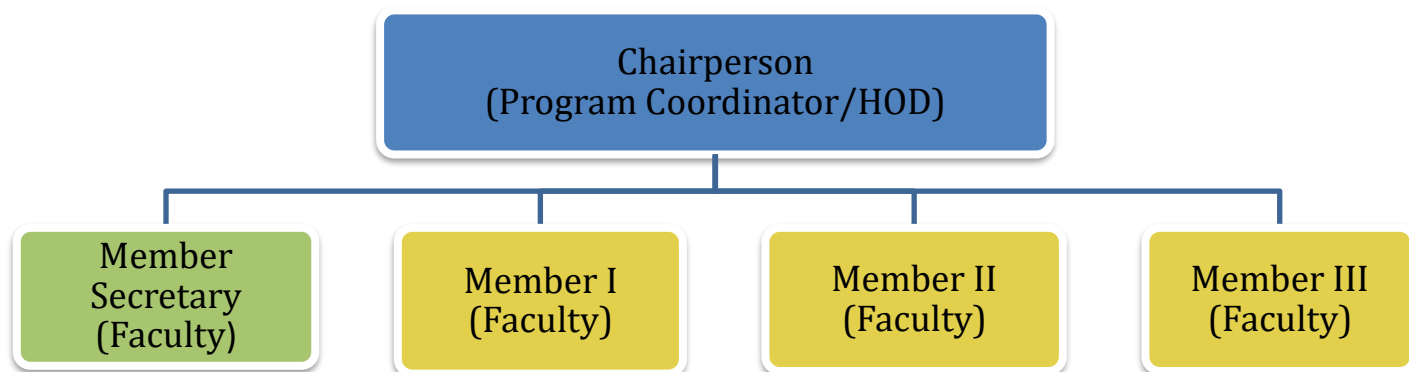 Chairperson
(Program Coordinator/HOD)
Member
Secretary
(Faculty)
Member I
(Faculty)
Member II
(Faculty)
Member III
(Faculty)